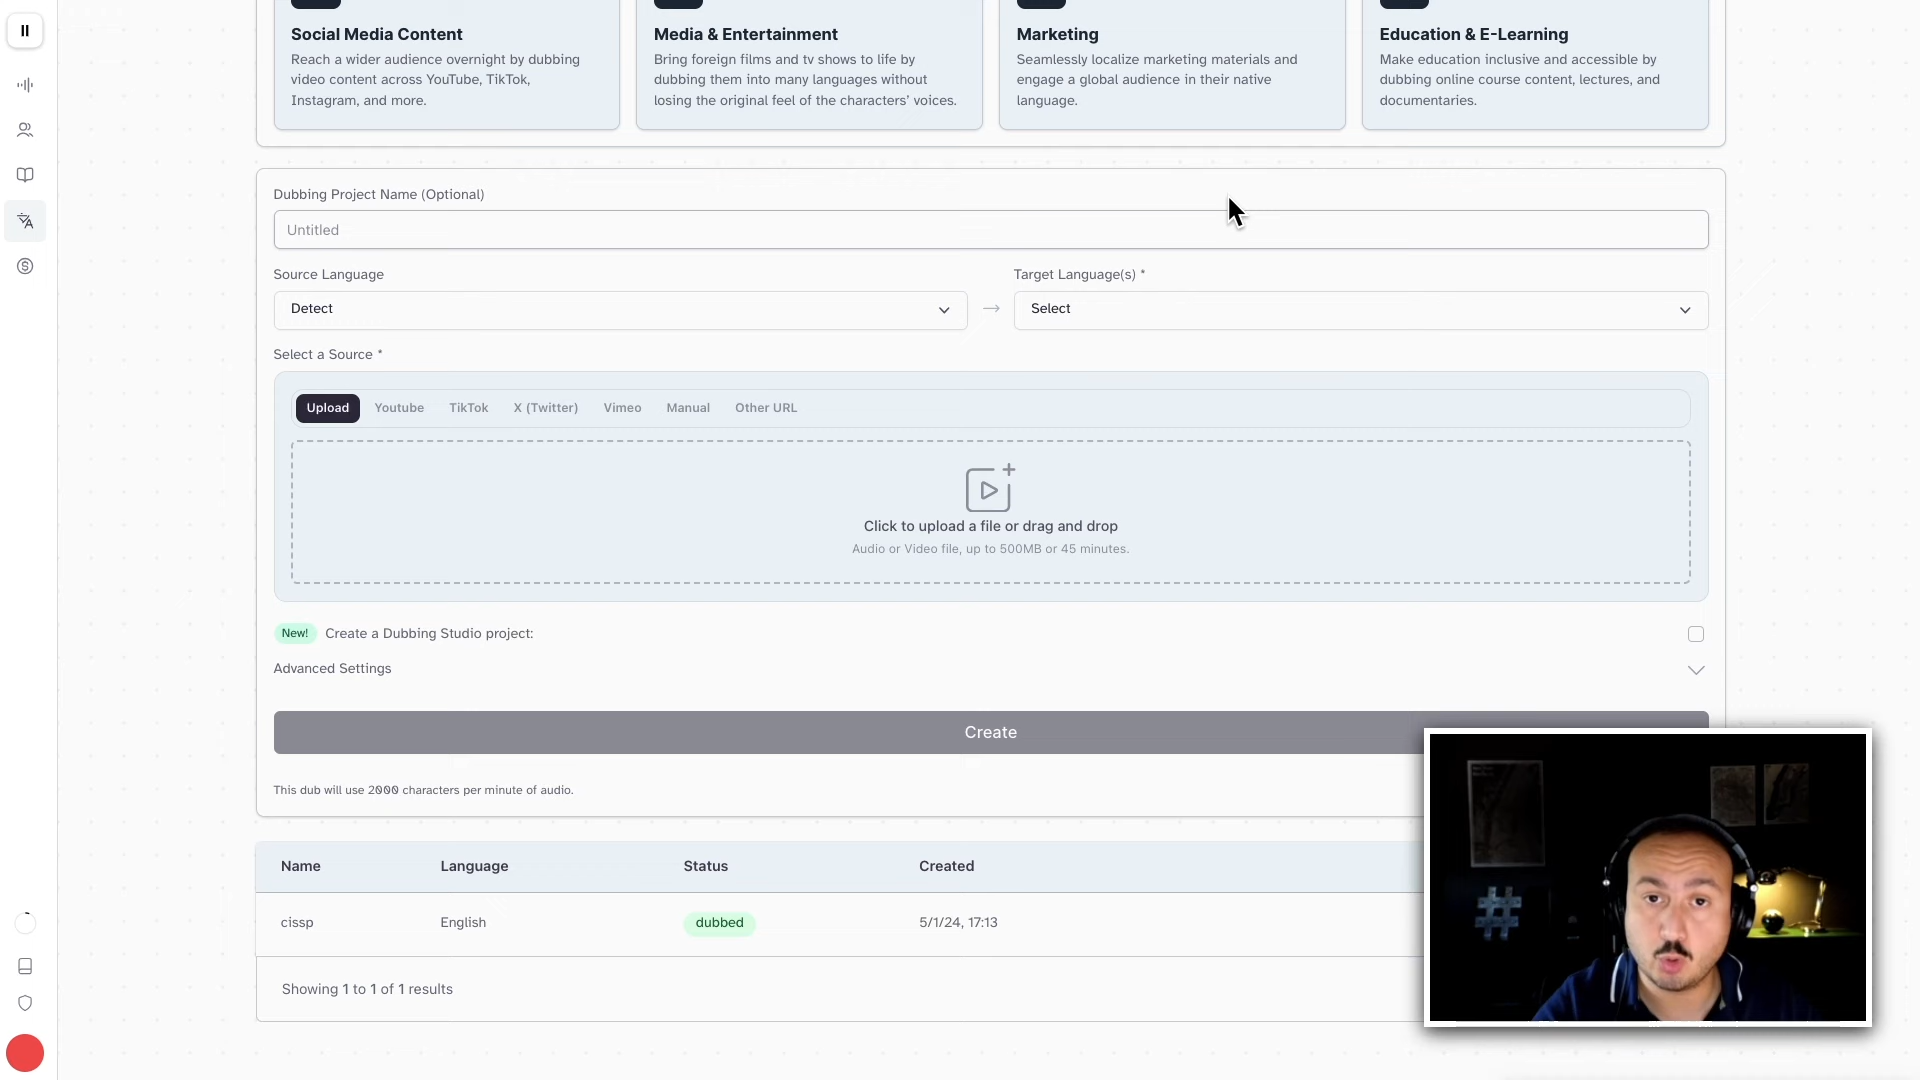 Social Media Content
Reach a wider audience overnight by dubbing
video content across YouTube, TikTok,
Instagram, and more.
Media & Entertainment
Bring foreign films and tv shows to life by
dubbing them into many languages without
losing the original feel of the characters’ voices.
Marketing
Seamlessly localize marketing materials and
engage a global audience in their native
language.
Education & E-Learning
Make education inclusive and accessible by
dubbing online course content, lectures, and
documentaries.
Dubbing Project Name (Optional)
Untitled
Source Language
Target Language(s) *
Detect
Select
Select a Source *
Upload Youtube TikTok X (Twitter) Vimeo Manual Other URL
Click to upload a file or drag and drop
Audio or Video file, up to 500MB or 45 minutes.
New! Create a Dubbing Studio project:
Advanced Settings
Create
This dub will use 2000 characters per minute of audio.
Name Language Status Created
cissp English dubbed 5/1/24, 17:13
Showing 1 to 1 of 1 results